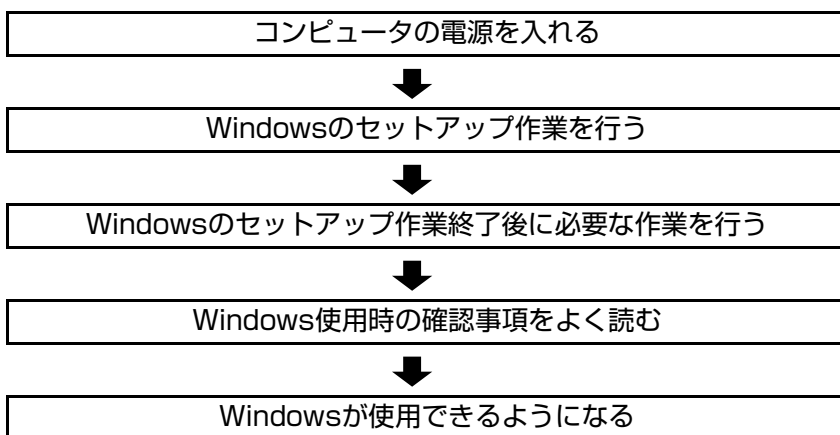 コンピュータの電源を入れる
Windowsのセットアップ作業を行う
Windowsのセットアップ作業終了後に必要な作業を行う
Windows使用時の確認事項をよく読む
Windowsが使用できるようになる